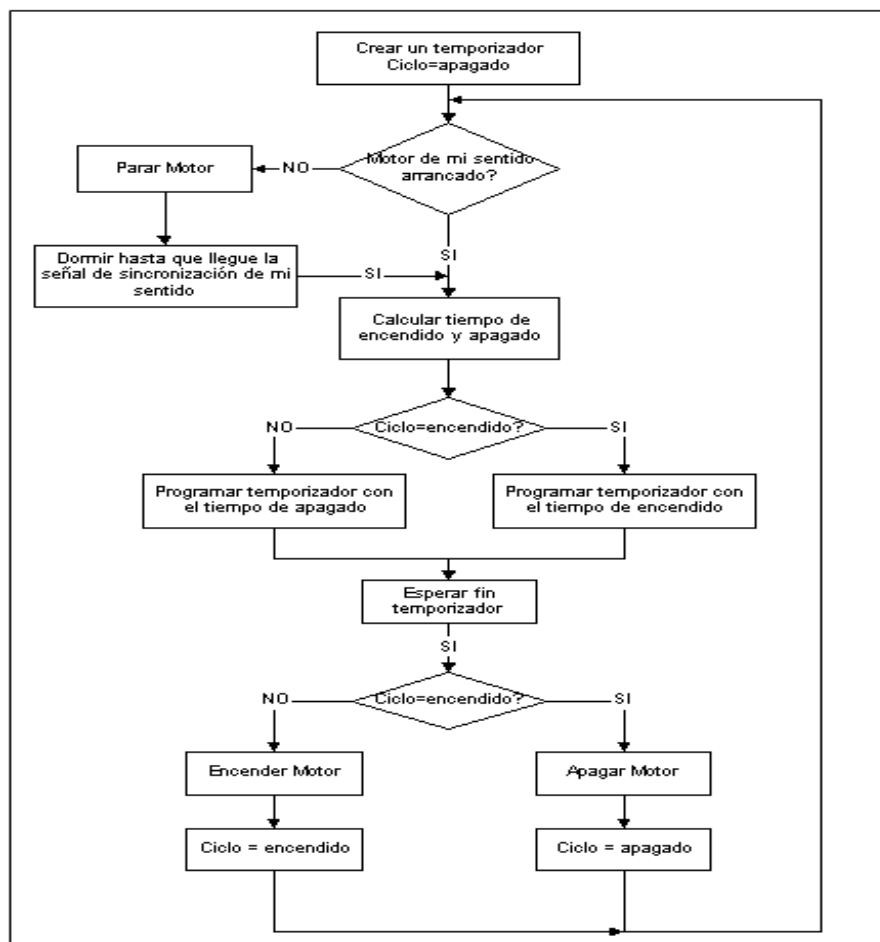 Crear un temporizador
Ciclo=apagado
Motor de mi sentido
arrancado?
NO
Parar Motor
Dormir hasta que llegue la
señal de sincronización de mi
sentido
SI
SI
Calcular tiempo de
encendido y apagado
Ciclo=encendido?
NO
SI
Programar temporizador con
el tiempo de apagado
Programar temporizador con
el tiempo de encendido
Esperar fin
temporizador
SI
Ciclo=encendido?
NO
SI
Encender Motor
Apagar Motor
Ciclo = encendido
Ciclo = apagado